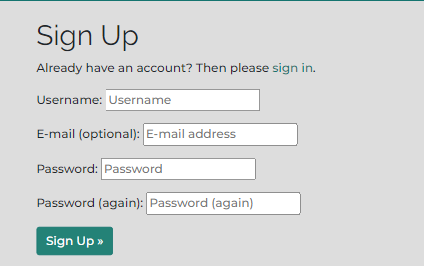 Sign Up
Already have an account? Then please sign in.
Username: Username
E-mail (optional): E-mail address
Password: Password
Password (again): Password (again)
Sign Up »